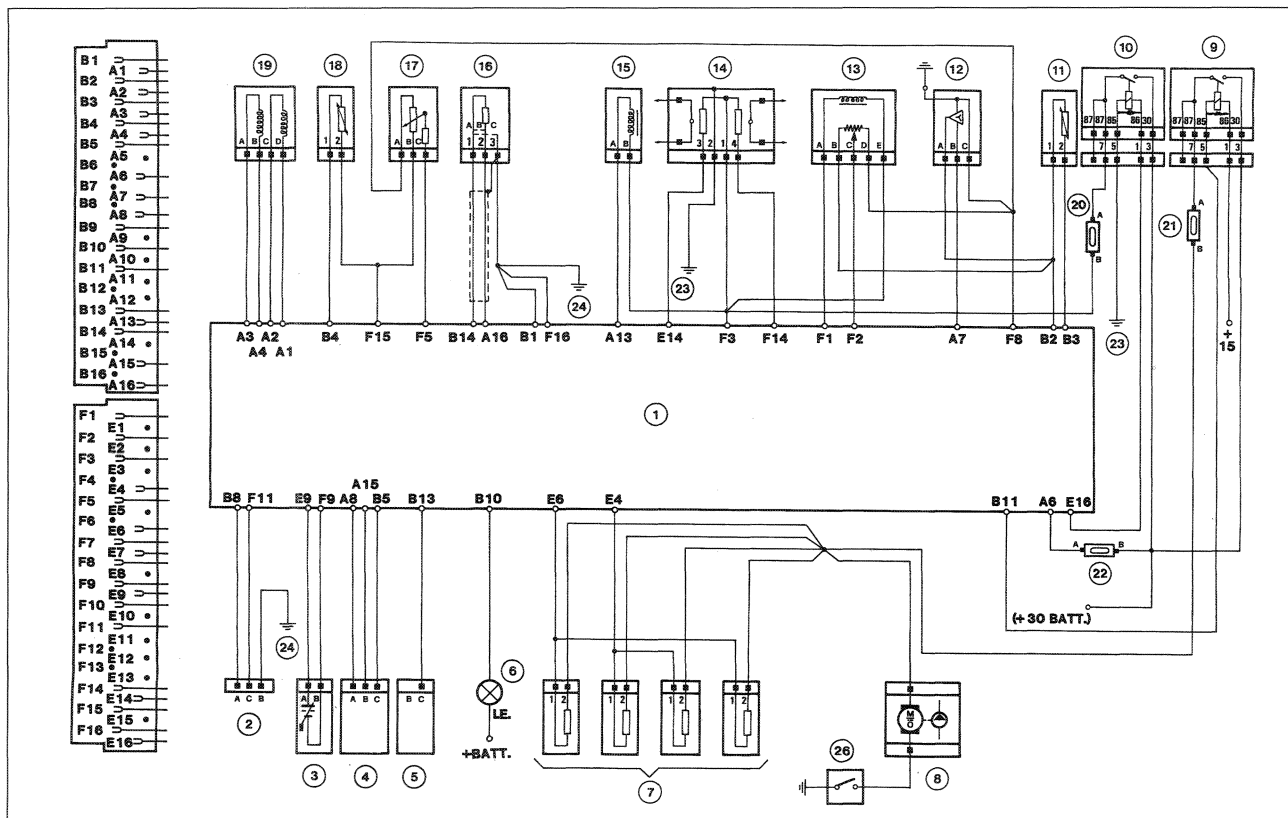 B1
A1
B2
A2
B3
A3
B4
A4
B5
A5
B6
A6
B7
A7
B8
A8
B9
A9
B10
A10
B11
A11
B12
A12
B13
A13
B14
A14
B15
A15
B16
A16
F1
E1
F2
E2
F3
E3
F4
E4
F5
E5
F6
E6
F7
E7
F8
E8
F9
E9
F10
E10
F11
E11
F12
E12
F13
E13
F14
E14
F15
E15
F16
E16
19 18 17 16 15 14 13 12 11 10 9
A B C D
1 2
A B C
A B C
1 2 3
A B
3 2 1 4
A B C D E
A B C
1 2
87 87 85 86 30
7 5 1 3
87 87 85 86 30
7 5 1 3
20 A B
21 A B
23
24
23
+15
A3 A4 A2 A1 B4 F15 F5 B14 A16 B1 F16 A13 E14 F3 F14 F1 F2 A7 F8 B2 B3
1
B8 F11 E9 F9 A8 A15 B5 B13 B10 E6 E4 B11 A6 E16
A B
22
(+30 BATT.)
24
A C B
A B
A B C
B C
6
I.E.
+BATT.
1 2
1 2
1 2
1 2
M
2 3 4 5 7 26 8